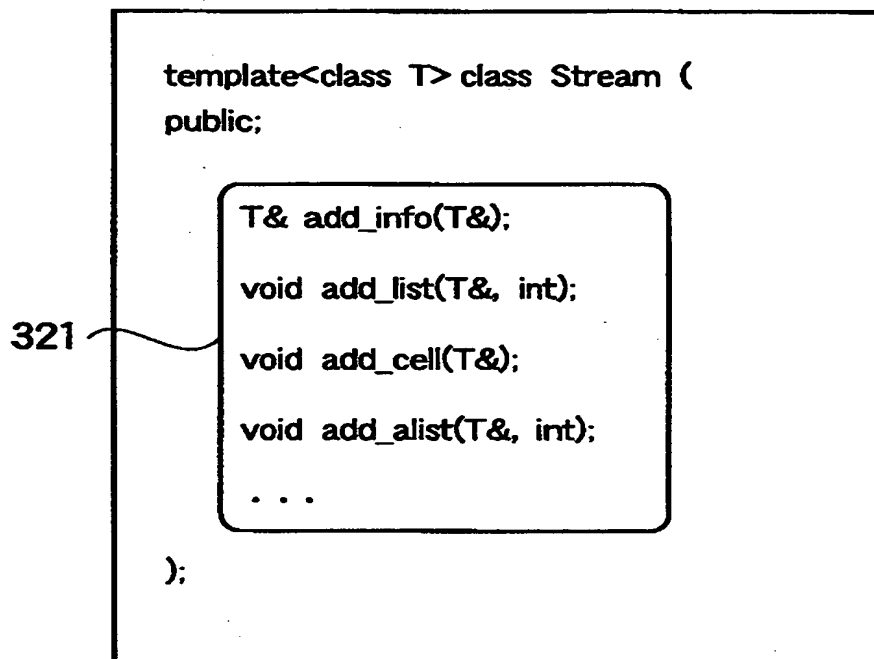 template<class T> class Stream (
public;
T& add_info(T&);
void add_list(T&, int);
321
void add_cell(T&);
void add_alist(T&, int);
. . .
);